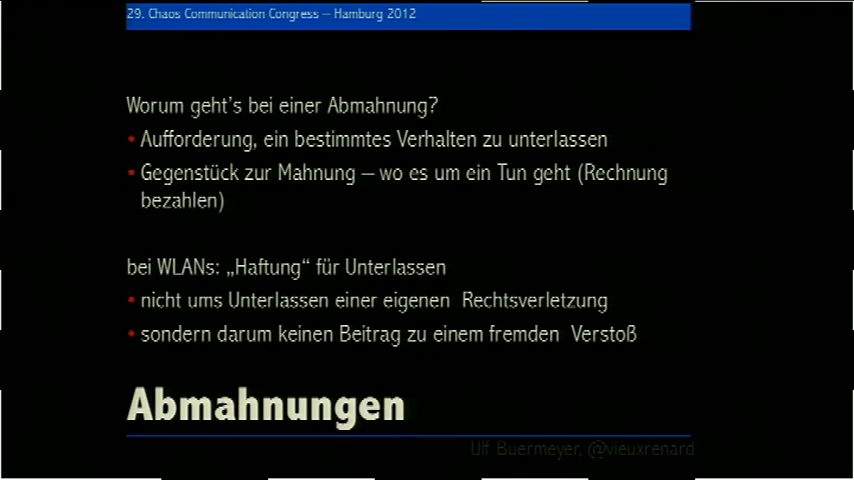 29. Chaos Communication Congress – Hamburg 2012
Worum geht's bei einer Abmahnung?
• Aufforderung, ein bestimmtes Verhalten zu unterlassen
• Gegenstück zur Mahnung – wo es um ein Tun geht (Rechnung
bezahlen)
bei WLANs: „Haftung“ für Unterlassen
• nicht ums Unterlassen einer eigenen Rechtsverletzung
• sondern darum keinen Beitrag zu einem fremden Verstoß
Abmahnungen
Ulf Buermeyer, @vieuxrenard